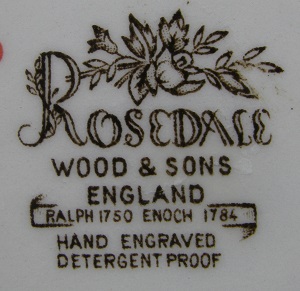 ROSEDALE
WOOD & SONS
ENGLAND
RALPH 1750 ENOCH 1784
HAND ENGRAVED
DETERGENT PROOF